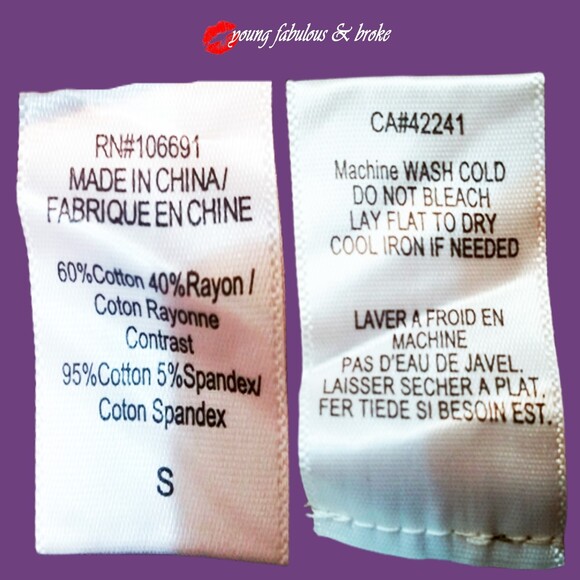 young fabulous & broke
RN#106691
MADE IN CHINA/
FABRIQUE EN CHINE
60%Cotton 40%Rayon /
Coton Rayonne
Contrast
95%Cotton 5%Spandex/
Coton Spandex
S
CA#42241
Machine WASH COLD
DO NOT BLEACH
LAY FLAT TO DRY
COOL IRON IF NEEDED
LAVER A FROID EN
MACHINE
PAS D'EAU DE JAVEL.
LAISSER SECHER A PLAT.
FER TIEDE SI BESOIN EST.